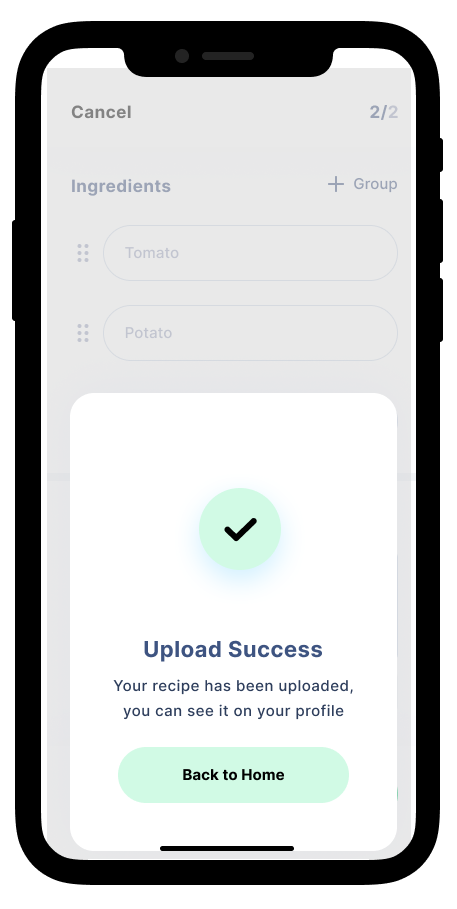 Cancel
2/2
Ingredients
Group
Tomato
Potato
Upload Success
Your recipe has been uploaded,
you can see it on your profile
Back to Home